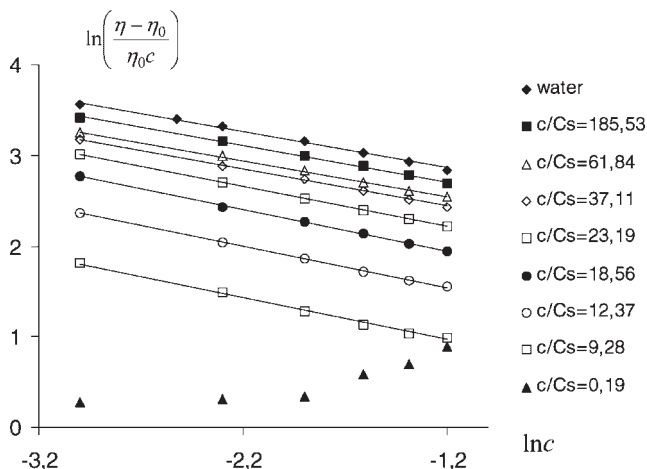 ln(η − η₀ / η₀c)
4
3
2
1
0
-3,2
-2,2
-1,2
lnc
water
c/Cs=185,53
c/Cs=61,84
c/Cs=37,11
c/Cs=23,19
c/Cs=18,56
c/Cs=12,37
c/Cs=9,28
c/Cs=0,19